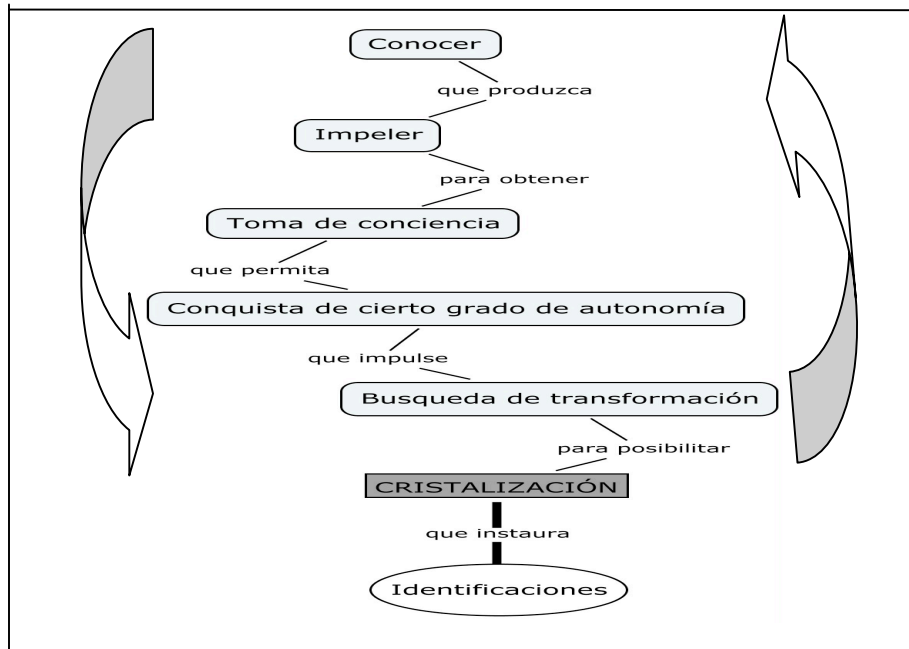 Conocer
que produzca
Impeler
para obtener
Toma de conciencia
que permita
Conquista de cierto grado de autonomía
que impulse
Busqueda de transformación
para posibilitar
CRISTALIZACIÓN
que instaura
Identificaciones